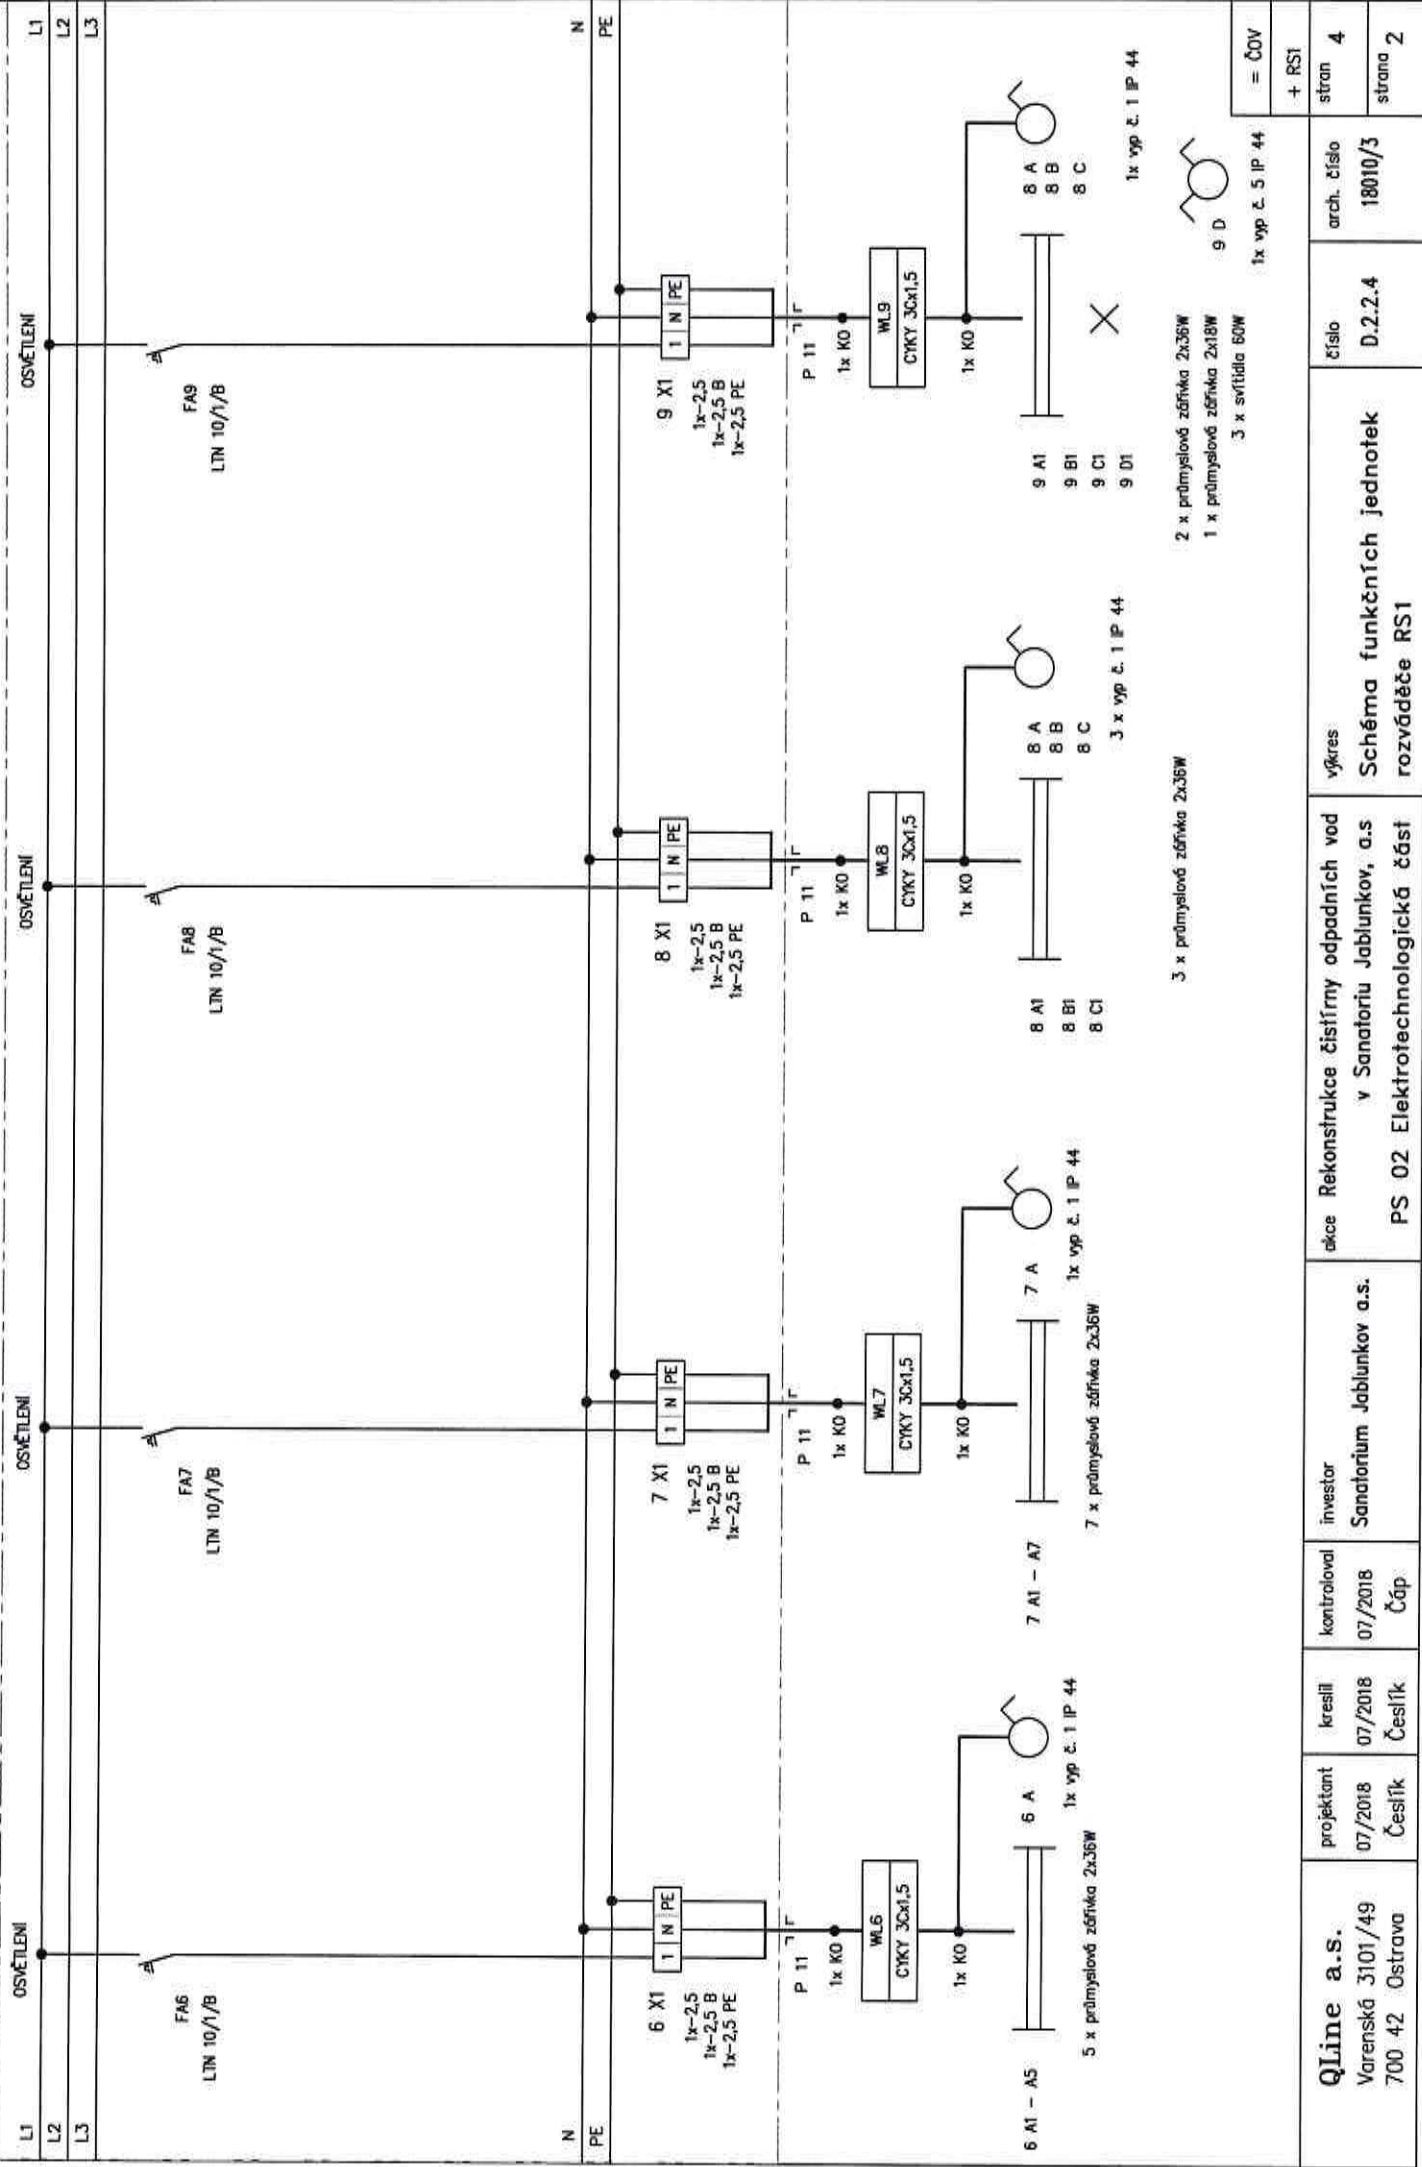 L1
L2
L3
OSVĚTLENÍ
OSVĚTLENÍ
OSVĚTLENÍ
OSVĚTLENÍ
L1
L2
L3
FA6
LTN 10/1/B
FA7
LTN 10/1/B
FA8
LTN 10/1/B
FA9
LTN 10/1/B
N
PE
N
PE
6 X1
1 N PE
1x-2,5
1x-2,5 B
1x-2,5 PE
7 X1
1 N PE
1x-2,5
1x-2,5 B
1x-2,5 PE
8 X1
1 N PE
1x-2,5
1x-2,5 B
1x-2,5 PE
9 X1
1 N PE
1x-2,5
1x-2,5 B
1x-2,5 PE
P 11
1x KO
WL6
CYKY 3Cx1,5
1x KO
6 A1 - A5
6 A
1x vyp č. 1 IP 44
5 x průmyslová zářivka 2x36W
P 11
1x KO
WL7
CYKY 3Cx1,5
1x KO
7 A1 - A7
7 A
1x vyp č. 1 IP 44
7 x průmyslová zářivka 2x36W
P 11
1x KO
WL8
CYKY 3Cx1,5
1x KO
8 A1
8 B1
8 C1
8 A
8 B
8 C
3 x vyp č. 1 IP 44
3 x průmyslová zářivka 2x36W
P 11
1x KO
WL9
CYKY 3Cx1,5
1x KO
9 A1
9 B1
9 C1
9 D1
8 A
8 B
8 C
1x vyp č. 1 IP 44
9 D
1x vyp č. 5 IP 44
2 x průmyslová zářivka 2x36W
1 x průmyslová zářivka 2x18W
3 x svítidla 60W
= ČOV
+ RS1
QLine a.s.
Varenská 3101/49
700 42 Ostrava
projektant
07/2018
Česlík
kreslil
07/2018
Česlík
kontroloval
07/2018
Čáp
investor
Sanatorium Jablunkov a.s.
akce Rekonstrukce čistírny odpadních vod
v Sanatoriu Jablunkov, a.s
PS 02 Elektrotechnologická část
výkres
Schéma funkčních jednotek
rozváděče RS1
číslo
D.2.2.4
arch. číslo
18010/3
stran 4
strana 2